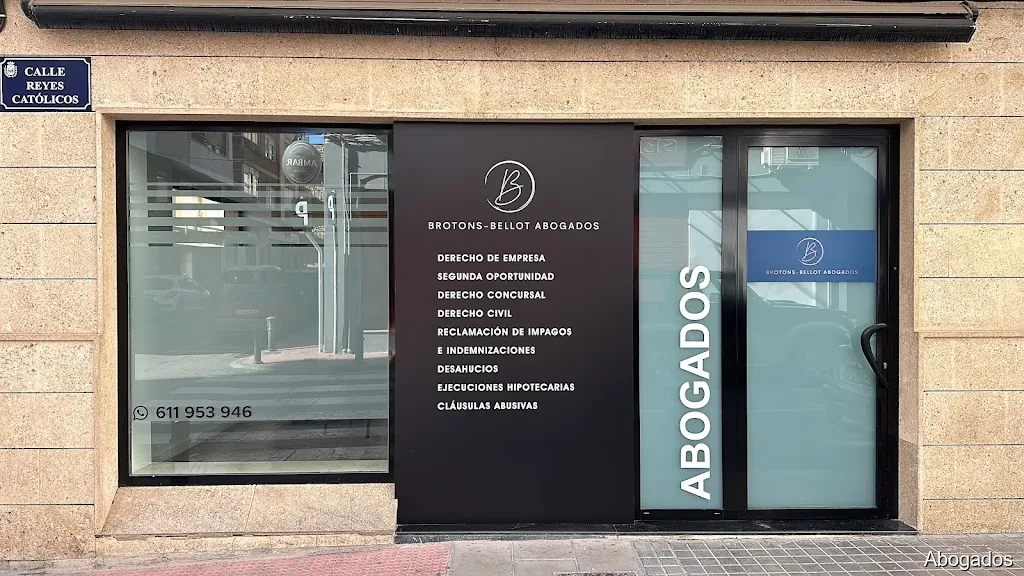 CALLE
REYES
CATÓLICOS
AMBAR
P
P
611 953 946
B
BROTONS-BELLOT ABOGADOS
DERECHO DE EMPRESA
SEGUNDA OPORTUNIDAD
DERECHO CONCURSAL
DERECHO CIVIL
RECLAMACIÓN DE IMPAGOS
E INDEMNIZACIONES
DESAHUCIOS
EJECUCIONES HIPOTECARIAS
CLÁUSULAS ABUSIVAS
ABOGADOS
B
BROTONS-BELLOT ABOGADOS
Abogados